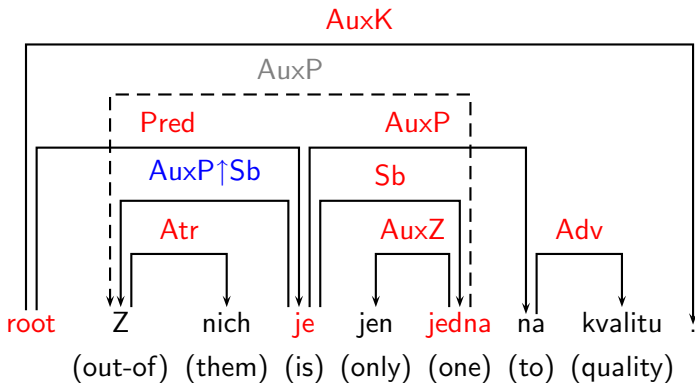 AuxK
AuxP
Pred AuxP
AuxP↑Sb Sb
Atr AuxZ Adv
root Z nich je jen jedna na kvalitu .
(out-of) (them) (is) (only) (one) (to) (quality)